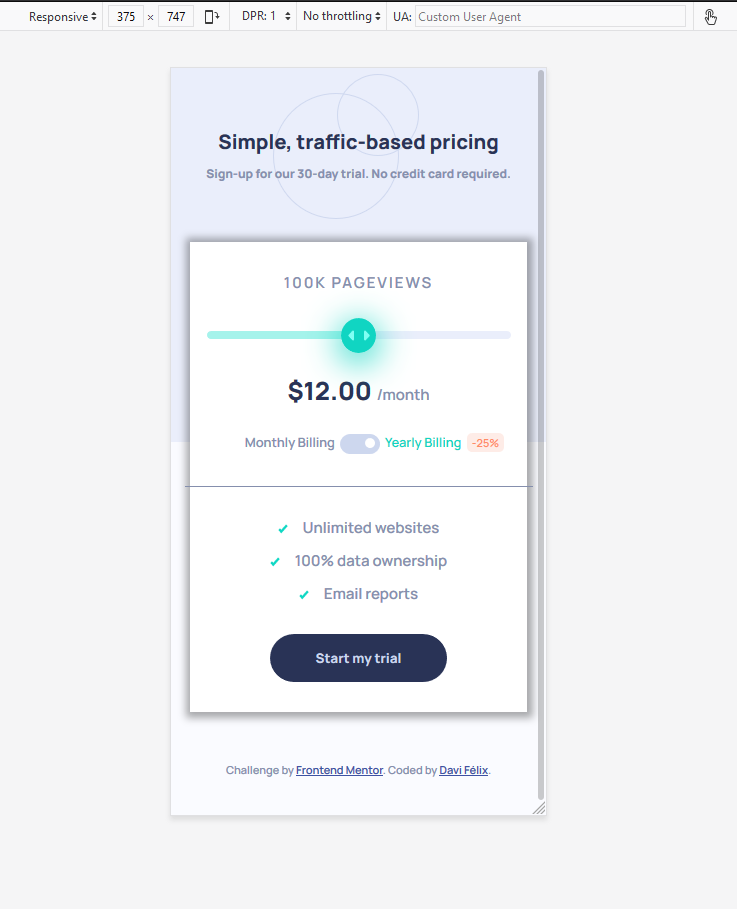 Responsive 375 × 747 DPR: 1 No throttling UA: Custom User Agent
Simple, traffic-based pricing
Sign-up for our 30-day trial. No credit card required.
100K PAGEVIEWS
$12.00 /month
Monthly Billing Yearly Billing -25%
✔ Unlimited websites
✔ 100% data ownership
✔ Email reports
Start my trial
Challenge by Frontend Mentor. Coded by Davi Félix.